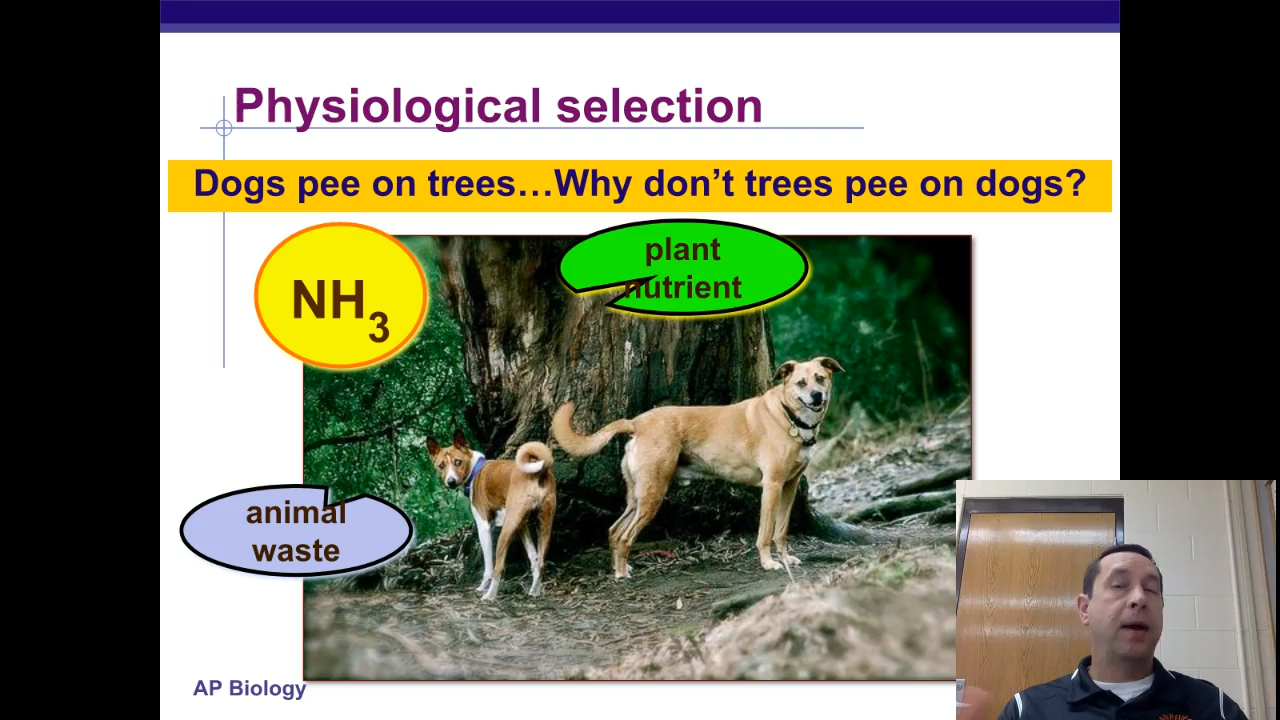 Physiological selection
Dogs pee on trees…Why don’t trees pee on dogs?
NH3
plant
nutrient
animal
waste
AP Biology